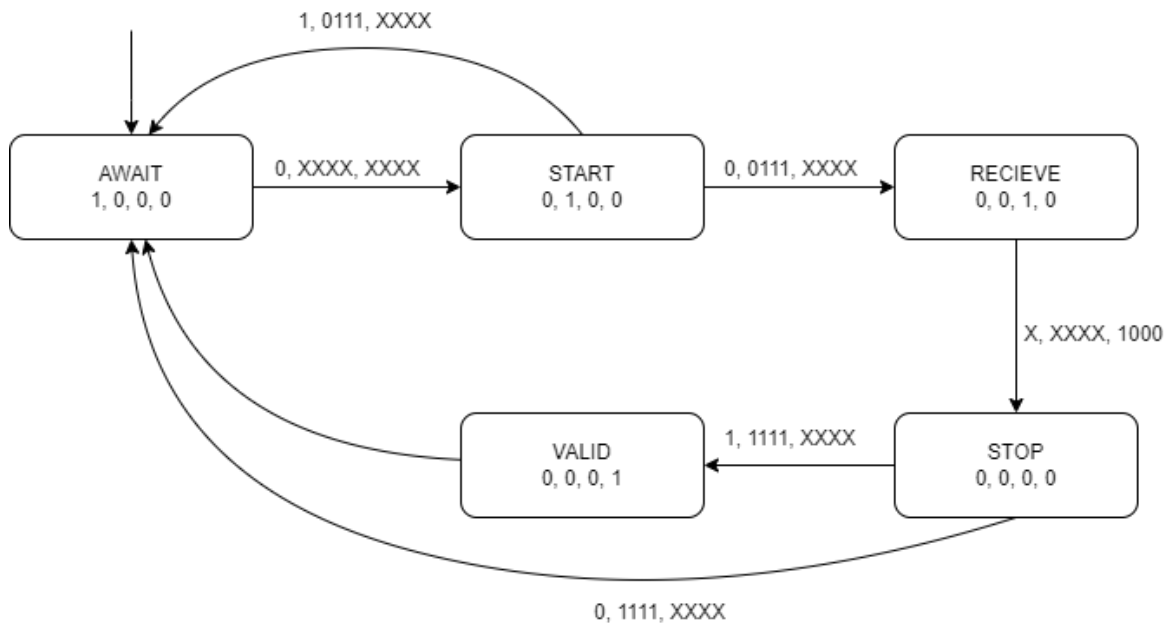 1, 0111, XXXX
AWAIT
1, 0, 0, 0
0, XXXX, XXXX
START
0, 1, 0, 0
0, 0111, XXXX
RECIEVE
0, 0, 1, 0
X, XXXX, 1000
VALID
0, 0, 0, 1
1, 1111, XXXX
STOP
0, 0, 0, 0
0, 1111, XXXX